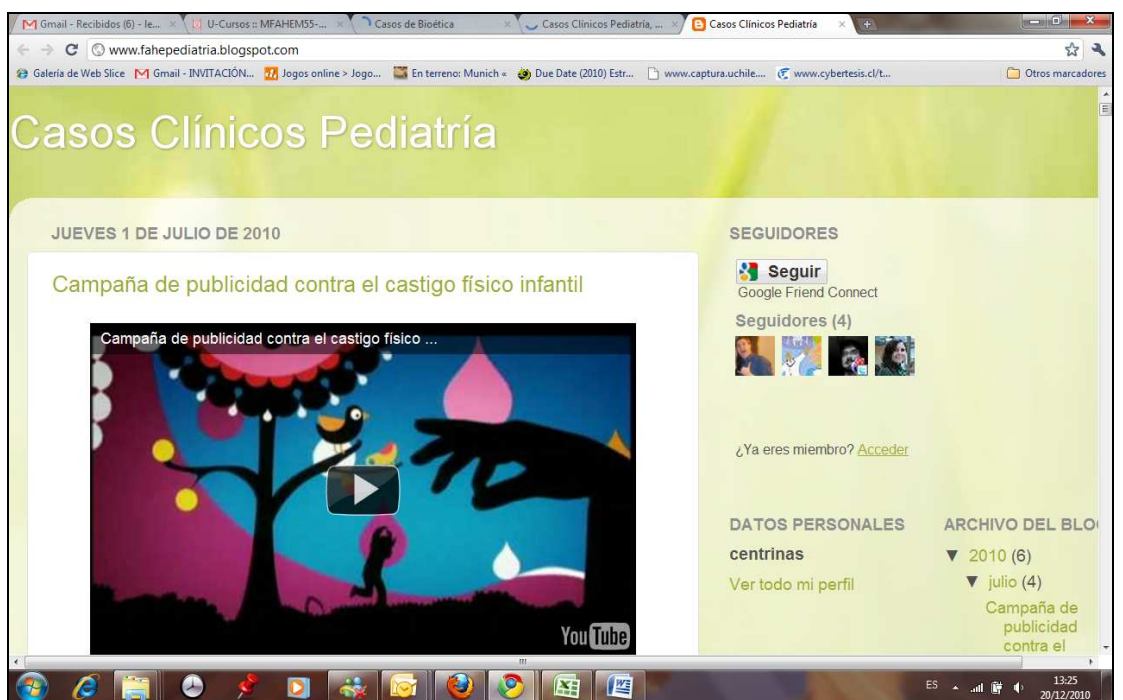 Gmail - Recibidos (6) - le...
U-Cursos :: MFAHEM55-...
Casos de Bioética
Casos Clínicos Pediatría, ...
Casos Clínicos Pediatría
www.fahepediatria.blogspot.com
Galería de Web Slice
Gmail - INVITACIÓN...
Jogos online > Jogo...
En terreno: Munich «
Due Date (2010) Estr...
www.captura.uchile....
www.cybertesis.cl/t...
Otros marcadores
Casos Clínicos Pediatría
JUEVES 1 DE JULIO DE 2010
Campaña de publicidad contra el castigo físico infantil
Campaña de publicidad contra el castigo físico ...
YouTube
SEGUIDORES
Seguir
Google Friend Connect
Seguidores (4)
¿Ya eres miembro? Acceder
DATOS PERSONALES
centrinas
Ver todo mi perfil
ARCHIVO DEL BLO
▼ 2010 (6)
▼ julio (4)
Campaña de
publicidad
contra el
ES
13:25
20/12/2010